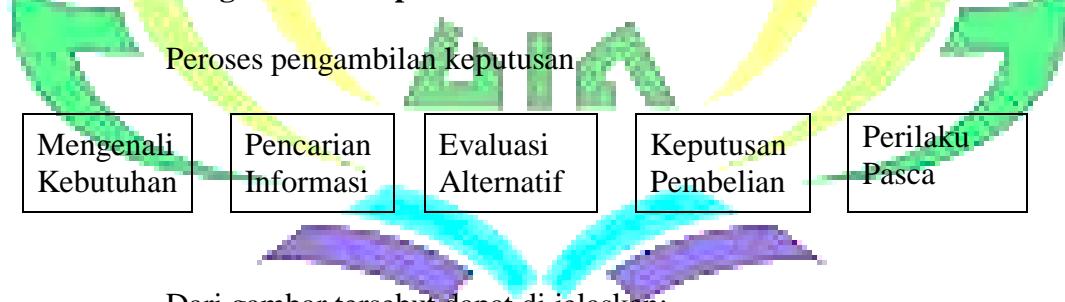 Peroses pengambilan keputusan
Mengenali
Kebutuhan
Pencarian
Informasi
Evaluasi
Alternatif
Keputusan
Pembelian
Perilaku
Pasca
Dari gambar tersebut dapat di jelaskan: